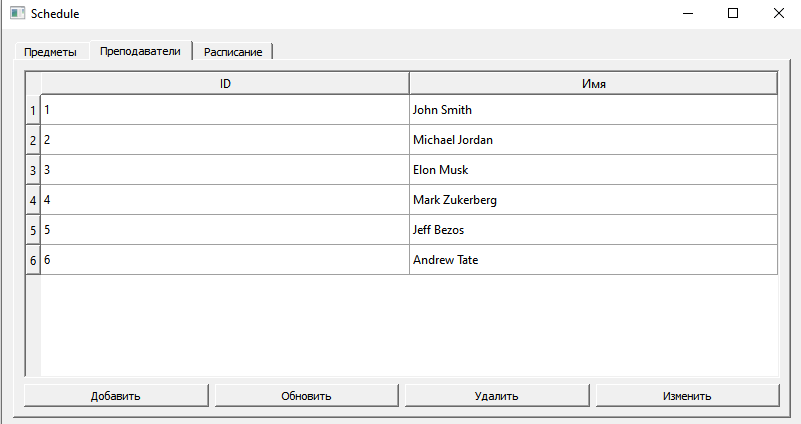 Schedule
Предметы Преподаватели Расписание
ID Имя
1 1 John Smith
2 2 Michael Jordan
3 3 Elon Musk
4 4 Mark Zukerberg
5 5 Jeff Bezos
6 6 Andrew Tate
Добавить Обновить Удалить Изменить